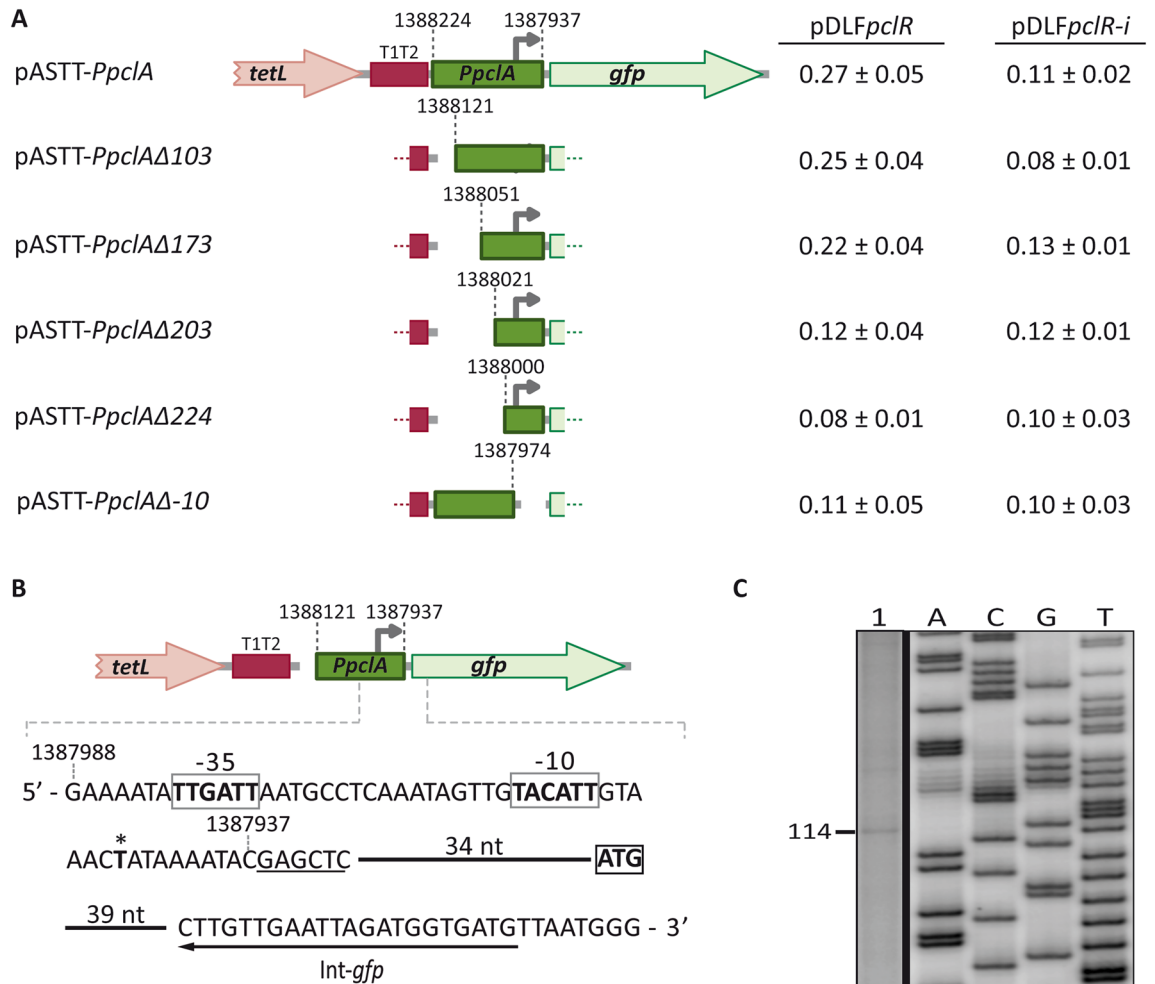 A
1388224 1387937
pDLFpclR pDLFpclR-i
pASTT-PpclA tetL T1T2 PpclA gfp 0.27 ± 0.05 0.11 ± 0.02
1388121
pASTT-PpclAΔ103 0.25 ± 0.04 0.08 ± 0.01
1388051
pASTT-PpclAΔ173 0.22 ± 0.04 0.13 ± 0.01
1388021
pASTT-PpclAΔ203 0.12 ± 0.04 0.12 ± 0.01
1388000
pASTT-PpclAΔ224 0.08 ± 0.01 0.10 ± 0.03
1387974
pASTT-PpclAΔ-10 0.11 ± 0.05 0.10 ± 0.03
B
1388121 1387937
tetL T1T2 PpclA gfp
1387988 -35 -10
5' - GAAAATATTGATTAATGCCTCAAATAGTTGTACATTGTA
* 1387937
AACTATAAAATACGAGCTC 34 nt ATG
39 nt CTTGTTGAATTAGATGGTGATGTTAATGGG - 3'
Int-gfp
C
1 A C G T
114